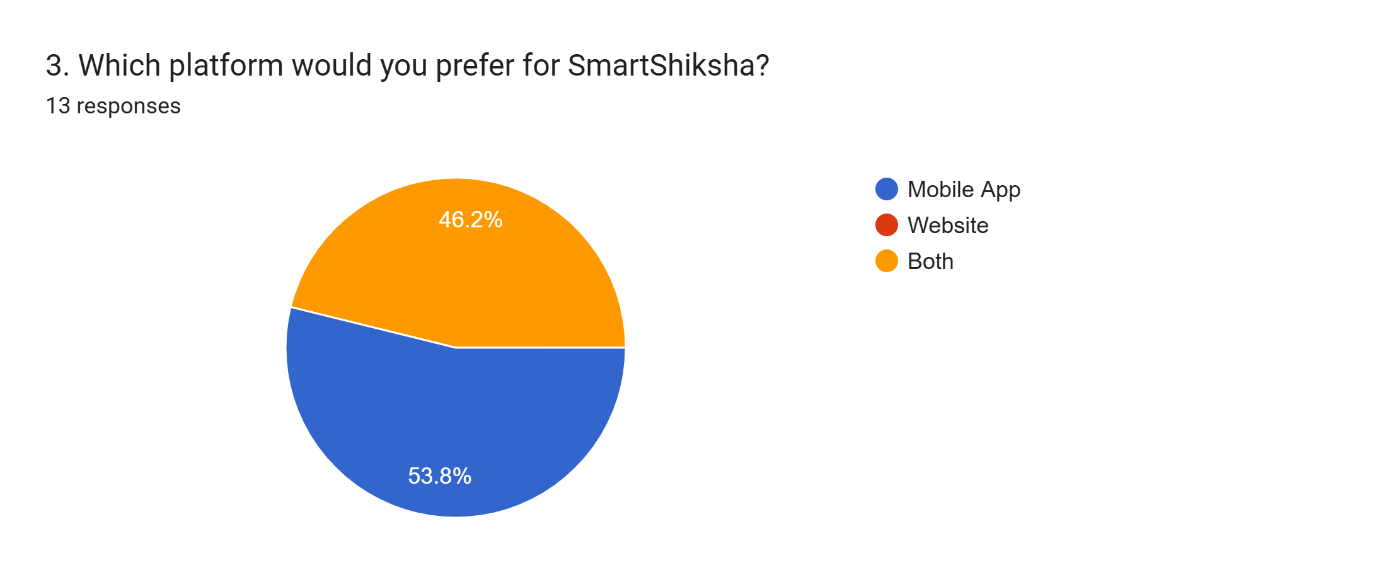 3. Which platform would you prefer for SmartShiksha?
13 responses
Mobile App
Website
Both
46.2%
53.8%